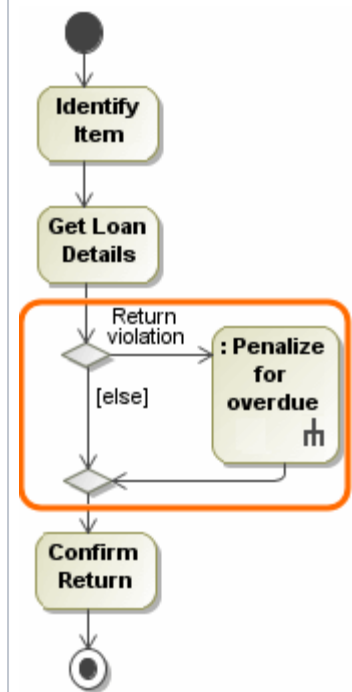 Identify
Item
Get Loan
Details
Return
violation
: Penalize
for
overdue
[else]
Confirm
Return